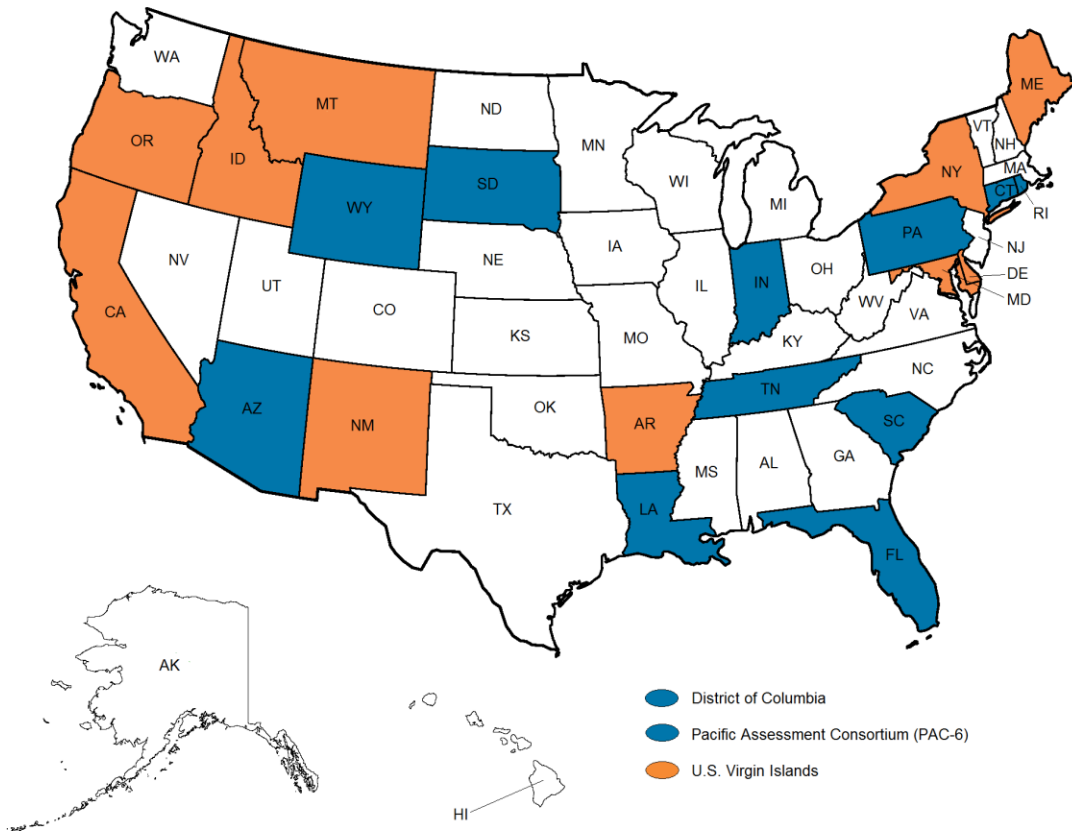 WA
MT
ND
MN
ME
VT
NH
OR
ID
SD
WI
NY
MA
WY
MI
CT
RI
PA
NJ
NV
NE
IA
DE
UT
IL
IN
OH
MD
CO
WV
VA
CA
KS
MO
KY
NC
AZ
NM
OK
TN
AR
SC
MS
AL
GA
TX
LA
FL
AK
HI
District of Columbia
Pacific Assessment Consortium (PAC-6)
U.S. Virgin Islands